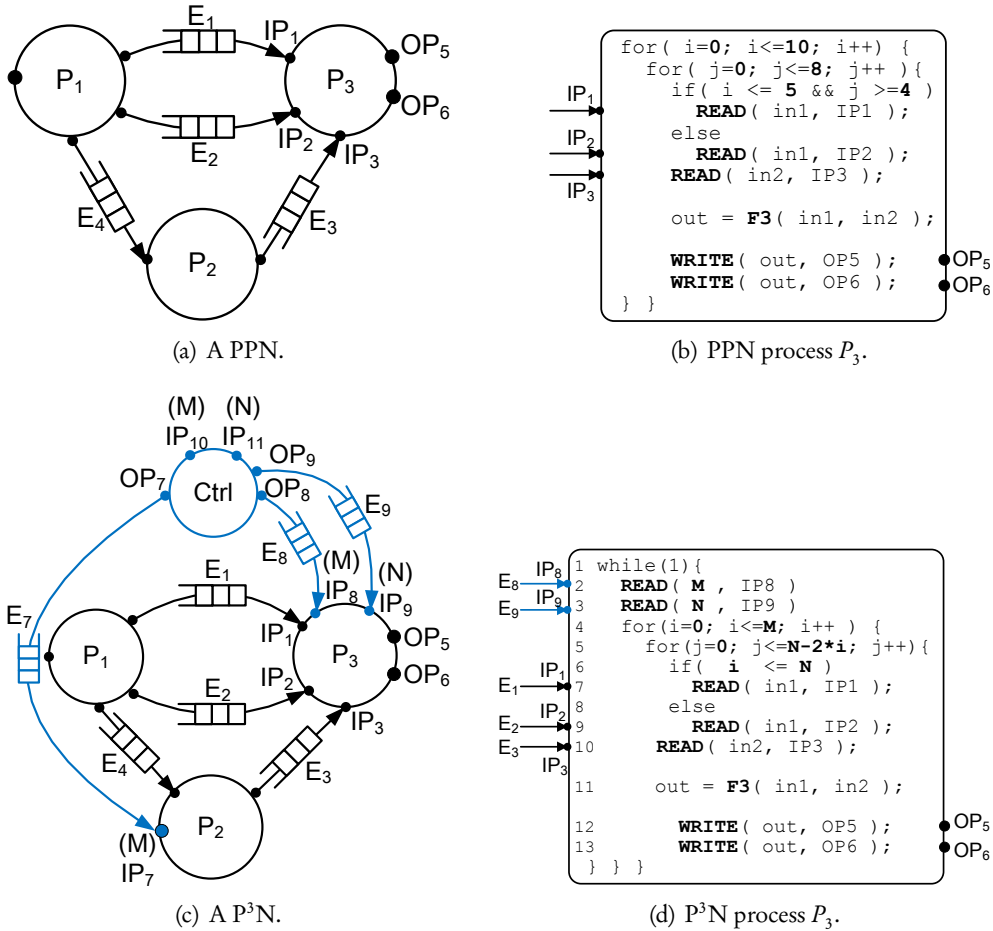 E1
IP1
OP5
P1
P3
OP6
E2
IP2
IP3
E4
E3
P2
(a) A PPN.
for( i=0; i<=10; i++) {
for( j=0; j<=8; j++ ){
if( i <= 5 && j >=4 )
IP1
READ( in1, IP1 );
else
IP2
READ( in1, IP2 );
IP3
READ( in2, IP3 );
out = F3( in1, in2 );
WRITE( out, OP5 );
OP5
WRITE( out, OP6 );
OP6
} }
(b) PPN process P3.
(M)
(N)
IP10
IP11
OP9
OP7
Ctrl
OP8
E9
E8
(M)
(N)
E1
IP8
IP9
E7
IP1
OP5
P1
P3
OP6
IP2
E2
IP3
E4
E3
P2
(M)
IP7
(c) A P³N.
1 while(1){
E8 IP8 2 READ( M , IP8 )
E9 IP9 3 READ( N , IP9 )
4 for(i=0; i<=M; i++ ) {
5 for(j=0; j<=N-2*i; j++){
6 if( i <= N )
E1 IP1 7 READ( in1, IP1 );
8 else
E2 IP2 9 READ( in1, IP2 );
E3 IP3 10 READ( in2, IP3 );
11 out = F3( in1, in2 );
12 WRITE( out, OP5 ); OP5
13 WRITE( out, OP6 ); OP6
} } }
(d) P³N process P3.